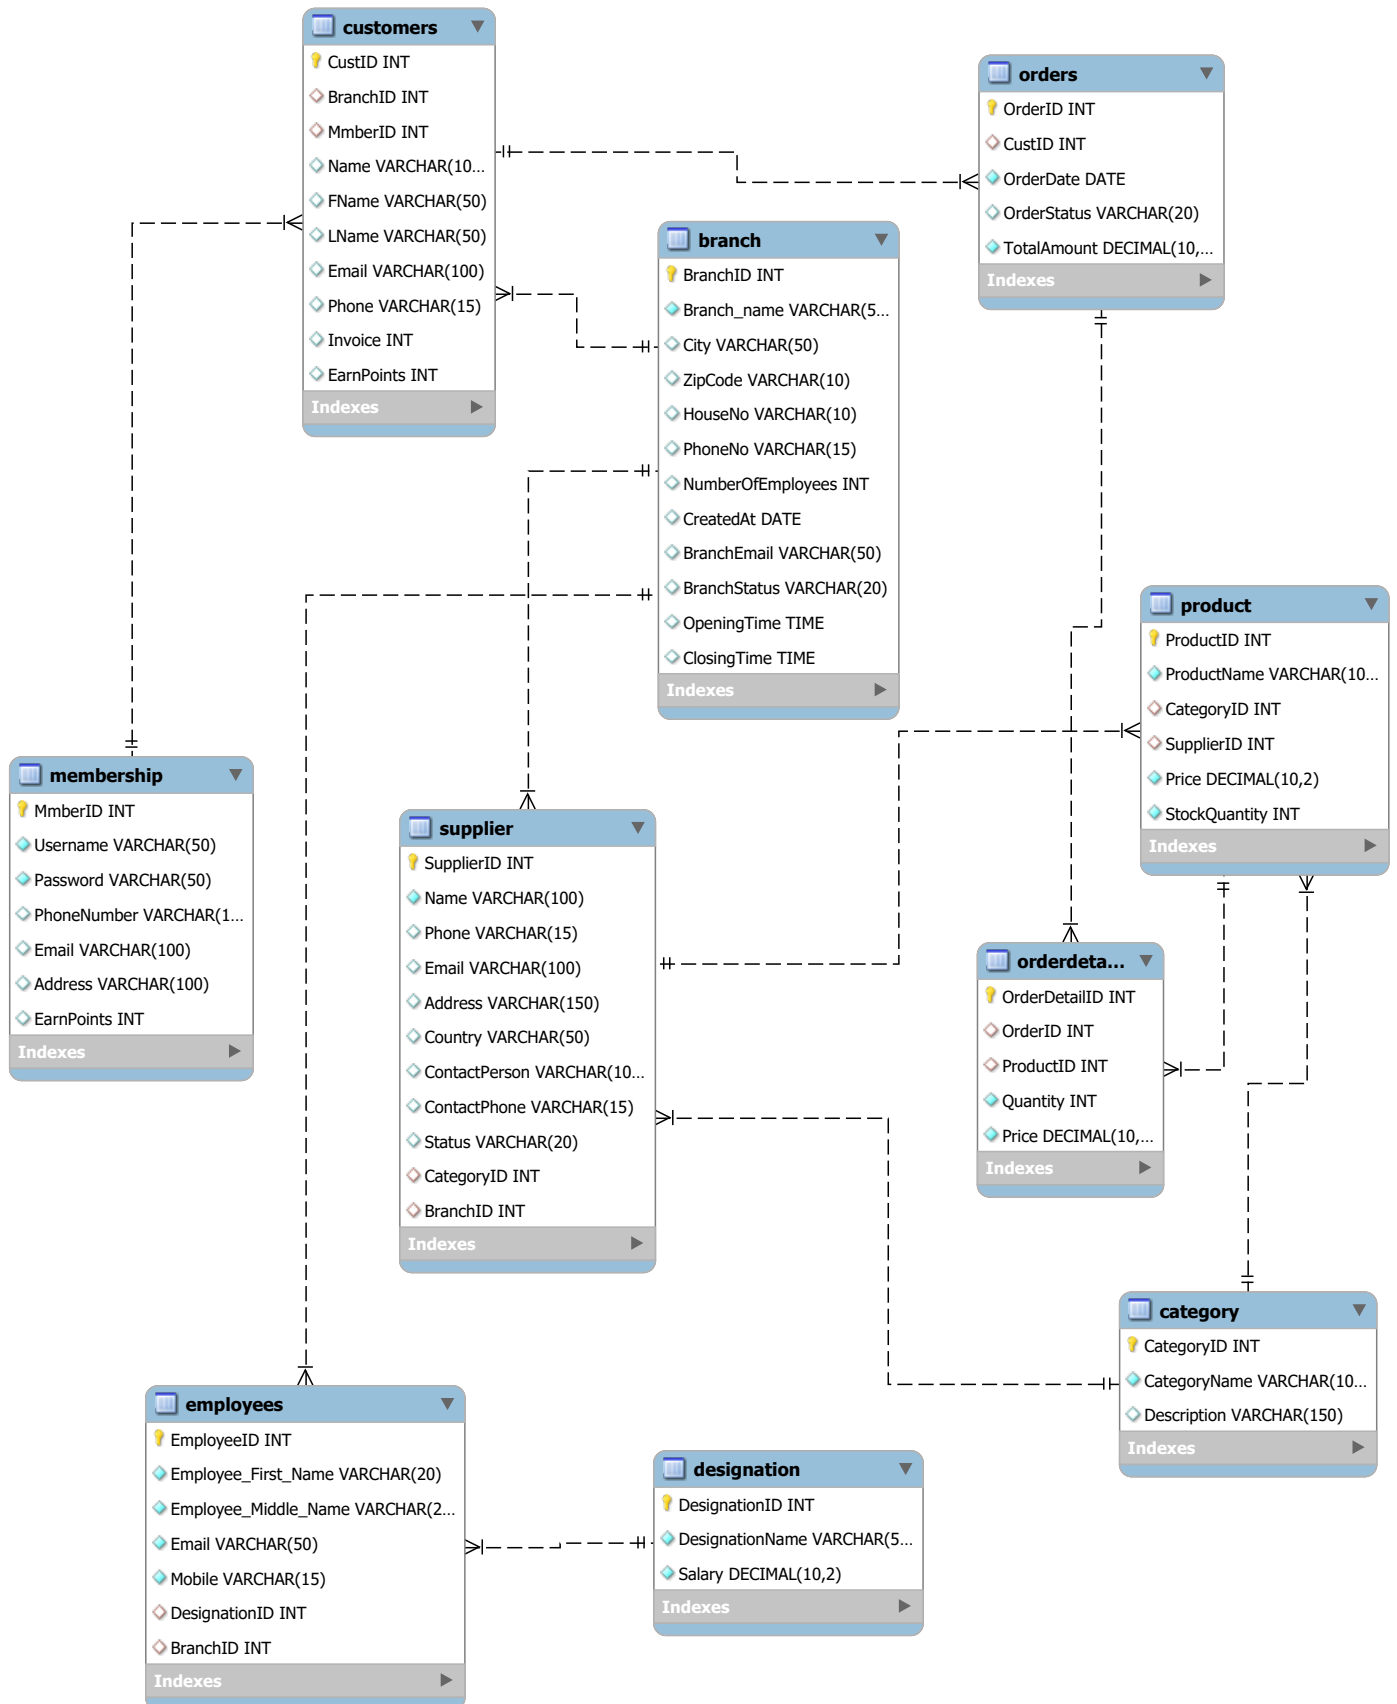 customers
CustID INT
BranchID INT
MmberID INT
Name VARCHAR(10...
FName VARCHAR(50)
LName VARCHAR(50)
Email VARCHAR(100)
Phone VARCHAR(15)
Invoice INT
EarnPoints INT
Indexes
orders
OrderID INT
CustID INT
OrderDate DATE
OrderStatus VARCHAR(20)
TotalAmount DECIMAL(10,...
Indexes
branch
BranchID INT
Branch_name VARCHAR(5...
City VARCHAR(50)
ZipCode VARCHAR(10)
HouseNo VARCHAR(10)
PhoneNo VARCHAR(15)
NumberOfEmployees INT
CreatedAt DATE
BranchEmail VARCHAR(50)
BranchStatus VARCHAR(20)
OpeningTime TIME
ClosingTime TIME
Indexes
product
ProductID INT
ProductName VARCHAR(10...
CategoryID INT
SupplierID INT
Price DECIMAL(10,2)
StockQuantity INT
Indexes
membership
MmberID INT
Username VARCHAR(50)
Password VARCHAR(50)
PhoneNumber VARCHAR(1...
Email VARCHAR(100)
Address VARCHAR(100)
EarnPoints INT
Indexes
supplier
SupplierID INT
Name VARCHAR(100)
Phone VARCHAR(15)
Email VARCHAR(100)
Address VARCHAR(150)
Country VARCHAR(50)
ContactPerson VARCHAR(10...
ContactPhone VARCHAR(15)
Status VARCHAR(20)
CategoryID INT
BranchID INT
Indexes
orderdeta...
OrderDetailID INT
OrderID INT
ProductID INT
Quantity INT
Price DECIMAL(10,...
Indexes
category
CategoryID INT
CategoryName VARCHAR(10...
Description VARCHAR(150)
Indexes
employees
EmployeeID INT
Employee_First_Name VARCHAR(20)
Employee_Middle_Name VARCHAR(2...
Email VARCHAR(50)
Mobile VARCHAR(15)
DesignationID INT
BranchID INT
Indexes
designation
DesignationID INT
DesignationName VARCHAR(5...
Salary DECIMAL(10,2)
Indexes